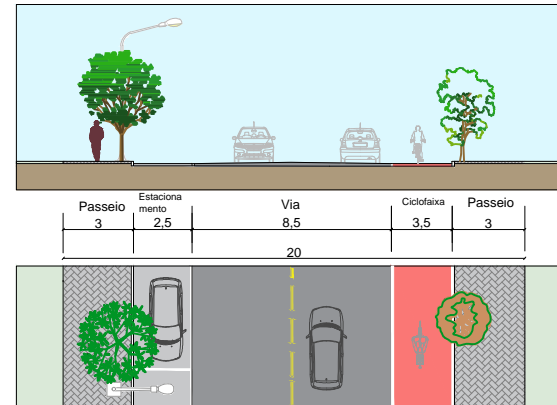 Passeio
3
Estaciona
mento
2,5
Via
8,5
Ciclofaixa
3,5
Passeio
3
20